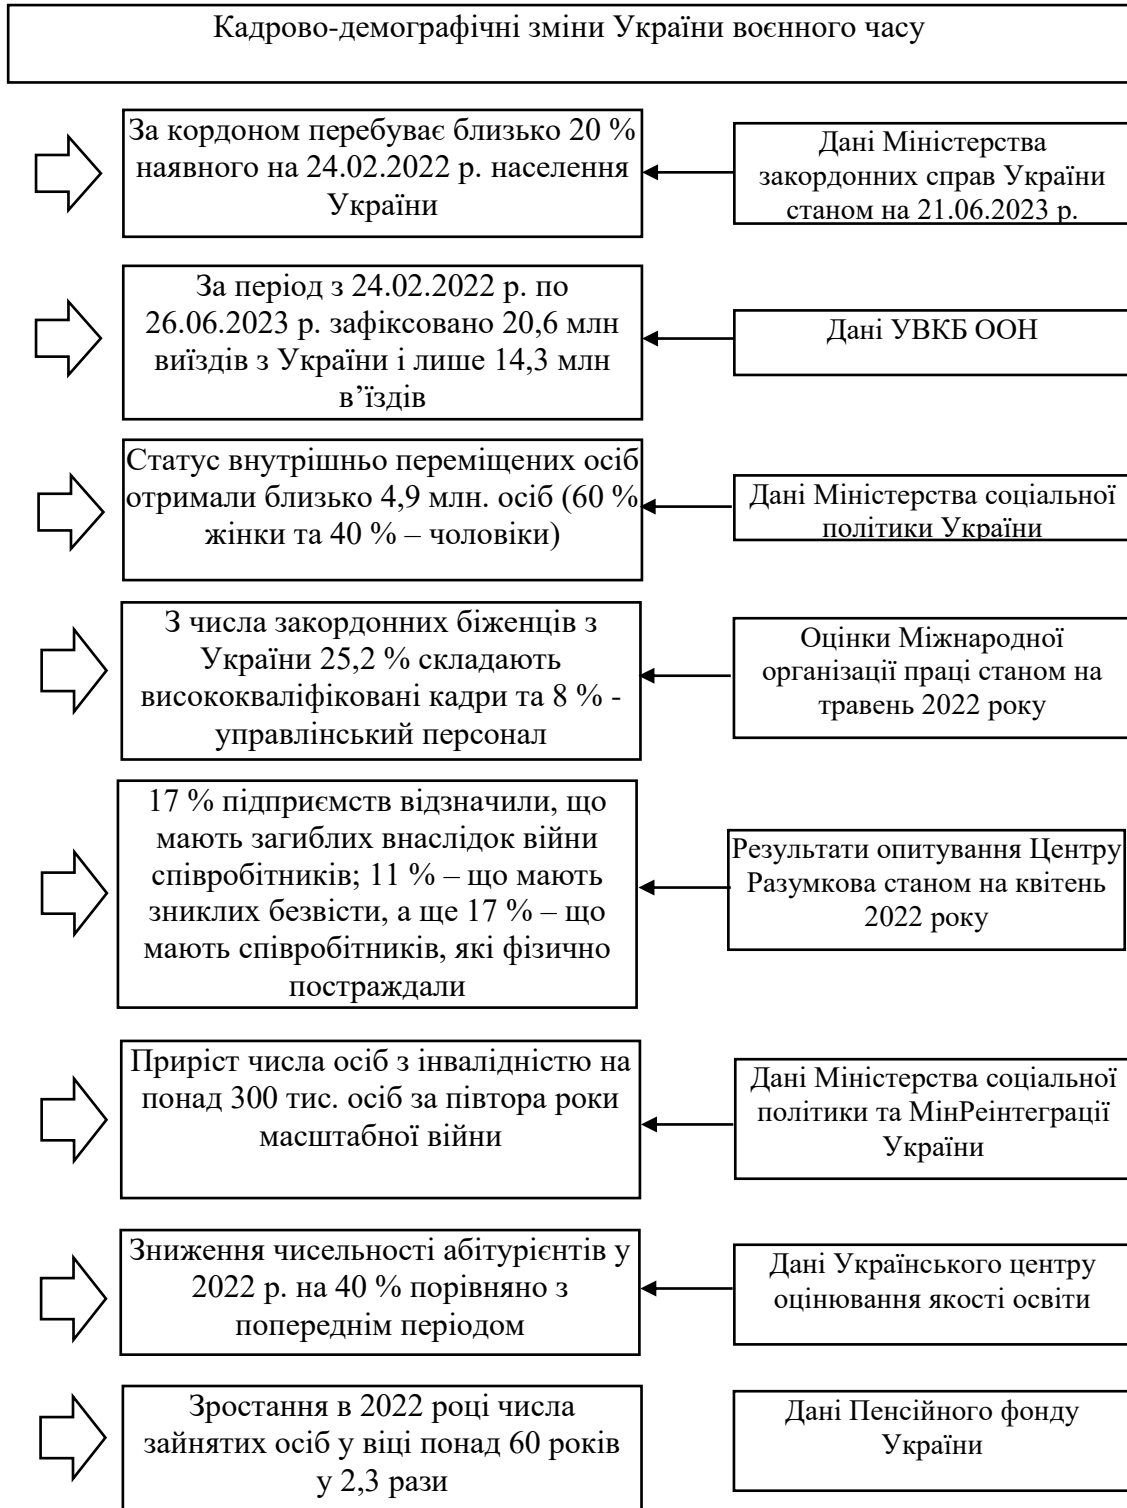 Кадрово-демографічні зміни України воєнного часу
За кордоном перебуває близько 20 %
наявного на 24.02.2022 р. населення
України
Дані Міністерства
закордонних справ України
станом на 21.06.2023 р.
За період з 24.02.2022 р. по
26.06.2023 р. зафіксовано 20,6 млн
виїздів з України і лише 14,3 млн
в’їздів
Дані УВКБ ООН
Статус внутрішньо переміщених осіб
отримали близько 4,9 млн. осіб (60 %
жінки та 40 % – чоловіки)
Дані Міністерства соціальної
політики України
З числа закордонних біженців з
України 25,2 % складають
висококваліфіковані кадри та 8 % -
управлінський персонал
Оцінки Міжнародної
організації праці станом на
травень 2022 року
17 % підприємств відзначили, що
мають загиблих внаслідок війни
співробітників; 11 % – що мають
зниклих безвісти, а ще 17 % – що
мають співробітників, які фізично
постраждали
Результати опитування Центру
Разумкова станом на квітень
2022 року
Приріст числа осіб з інвалідністю на
понад 300 тис. осіб за півтора роки
масштабної війни
Дані Міністерства соціальної
політики та МінРеінтеграції
України
Зниження чисельності абітурієнтів у
2022 р. на 40 % порівняно з
попереднім періодом
Дані Українського центру
оцінювання якості освіти
Зростання в 2022 році числа
зайнятих осіб у віці понад 60 років
у 2,3 рази
Дані Пенсійного фонду
України